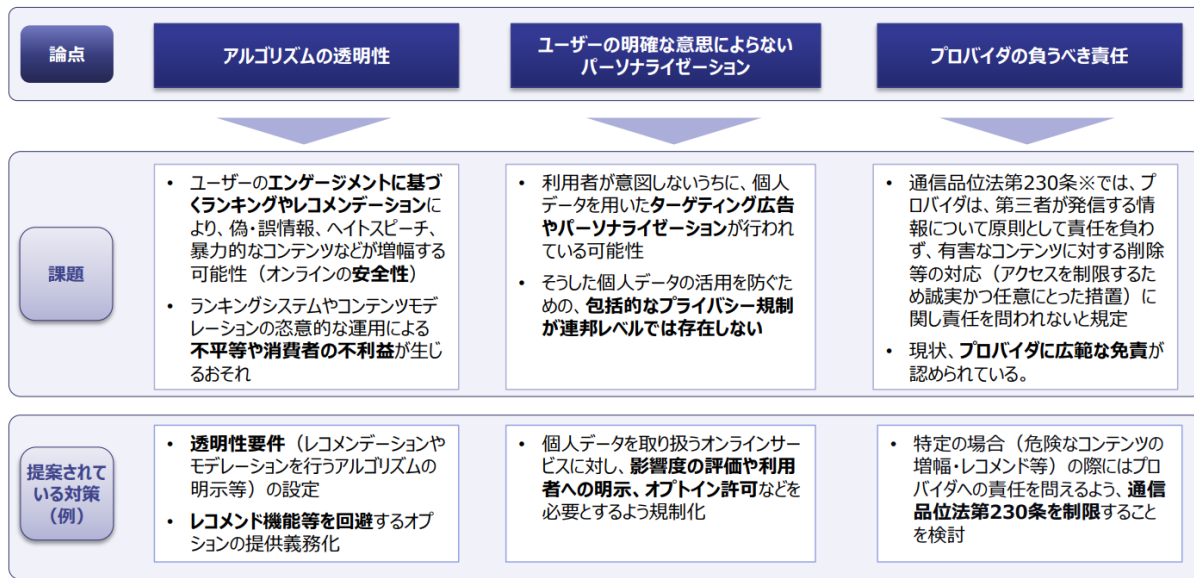 論点
アルゴリズムの透明性
ユーザーの明確な意思によらない
パーソナライゼーション
プロバイダの負うべき責任
課題
• ユーザーのエンゲージメントに基づ
くランキングやレコメンデーションに
より、偽・誤情報、ヘイトスピーチ、
暴力的なコンテンツなどが増幅する
可能性（オンラインの安全性）
• ランキングシステムやコンテンツモデ
レーションの恣意的な運用による
不平等や消費者の不利益が生じ
るおそれ
• 利用者が意図しないうちに、個人
データを用いたターゲティング広告
やパーソナライゼーションが行われ
ている可能性
• そうした個人データの活用を防ぐた
めの、包括的なプライバシー規制
が連邦レベルでは存在しない
• 通信品位法第230条※では、プ
ロバイダは、第三者が発信する情
報について原則として責任を負わ
ず、有害なコンテンツに対する削除
等の対応（アクセスを制限するた
め誠実かつ任意にとった措置）に
関し責任を問われないと規定
• 現状、プロバイダに広範な免責が
認められている。
提案されて
いる対策
（例）
• 透明性要件（レコメンデーションや
モデレーションを行うアルゴリズムの
明示等）の設定
• レコメンド機能等を回避するオプ
ションの提供義務化
• 個人データを取り扱うオンラインサー
ビスに対し、影響度の評価や利用
者への明示、オプトイン許可などを
必要とするよう規制化
• 特定の場合（危険なコンテンツの
増幅・レコメンド等）の際にはプロ
バイダへの責任を問えるよう、通信
品位法第230条を制限すること
を検討